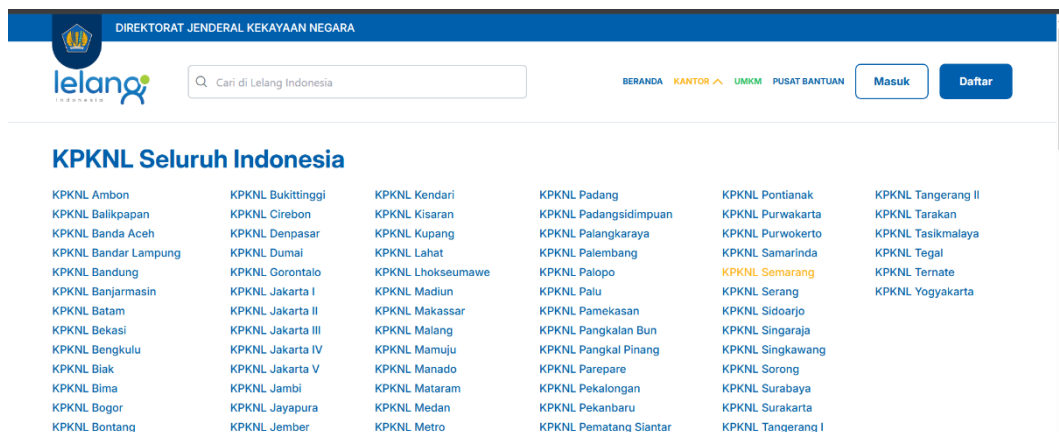 DIREKTORAT JENDERAL KEKAYAAN NEGARA
lelang
Indonesia
Cari di Lelang Indonesia
BERANDA
KANTOR
UMKM
PUSAT BANTUAN
Masuk
Daftar
KPKNL Seluruh Indonesia
KPKNL Ambon
KPKNL Balikpapan
KPKNL Banda Aceh
KPKNL Bandar Lampung
KPKNL Bandung
KPKNL Banjarmasin
KPKNL Batam
KPKNL Bekasi
KPKNL Bengkulu
KPKNL Biak
KPKNL Bima
KPKNL Bogor
KPKNL Bontang
KPKNL Bukittinggi
KPKNL Cirebon
KPKNL Denpasar
KPKNL Dumai
KPKNL Gorontalo
KPKNL Jakarta I
KPKNL Jakarta II
KPKNL Jakarta III
KPKNL Jakarta IV
KPKNL Jakarta V
KPKNL Jambi
KPKNL Jayapura
KPKNL Jember
KPKNL Kendari
KPKNL Kisaran
KPKNL Kupang
KPKNL Lahat
KPKNL Lhokseumawe
KPKNL Madiun
KPKNL Makassar
KPKNL Malang
KPKNL Mamuju
KPKNL Manado
KPKNL Mataram
KPKNL Medan
KPKNL Metro
KPKNL Padang
KPKNL Padangsidimpuan
KPKNL Palangkaraya
KPKNL Palembang
KPKNL Palopo
KPKNL Palu
KPKNL Pamekasan
KPKNL Pangkalan Bun
KPKNL Pangkal Pinang
KPKNL Parepare
KPKNL Pekalongan
KPKNL Pekanbaru
KPKNL Pematang Siantar
KPKNL Pontianak
KPKNL Purwakarta
KPKNL Purwokerto
KPKNL Samarinda
KPKNL Semarang
KPKNL Serang
KPKNL Sidoarjo
KPKNL Singaraja
KPKNL Singkawang
KPKNL Sorong
KPKNL Surabaya
KPKNL Surakarta
KPKNL Tangerang I
KPKNL Tangerang II
KPKNL Tarakan
KPKNL Tasikmalaya
KPKNL Tegal
KPKNL Ternate
KPKNL Yogyakarta